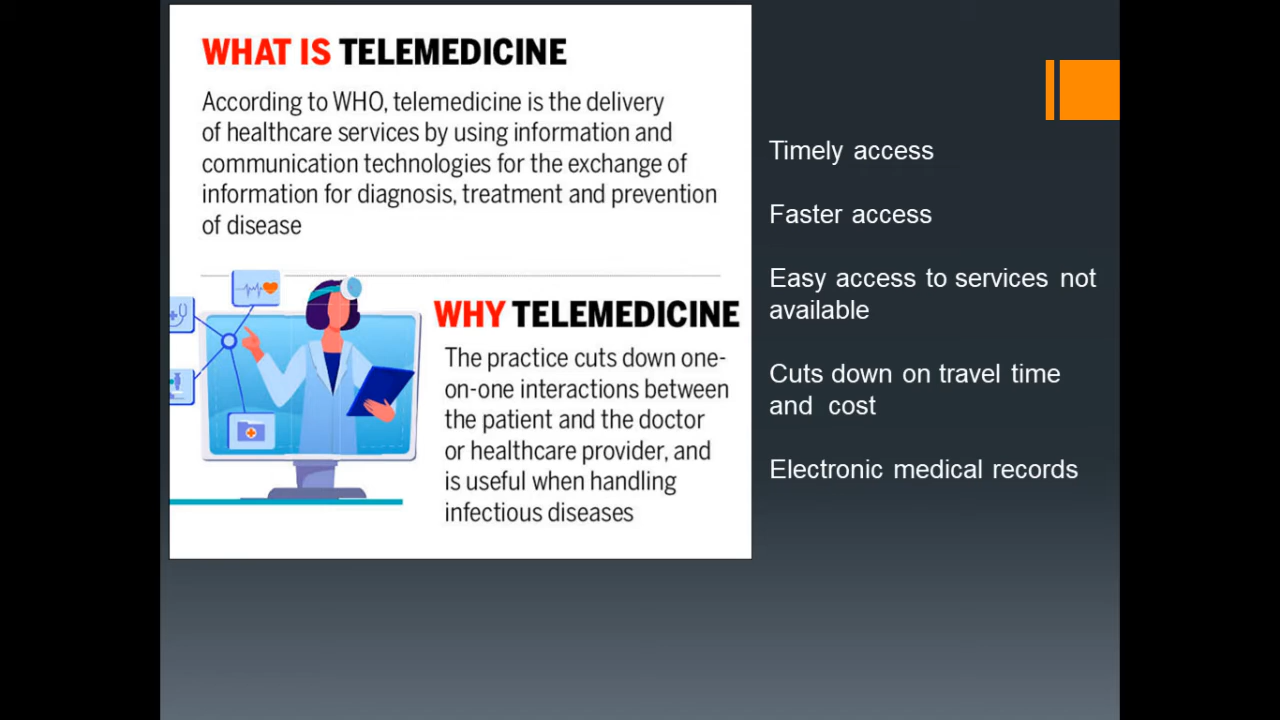 WHAT IS TELEMEDICINE
According to WHO, telemedicine is the delivery
of healthcare services by using information and
communication technologies for the exchange of
information for diagnosis, treatment and prevention
of disease
WHY TELEMEDICINE
The practice cuts down one-
on-one interactions between
the patient and the doctor
or healthcare provider, and
is useful when handling
infectious diseases
Timely access
Faster access
Easy access to services not
available
Cuts down on travel time
and cost
Electronic medical records